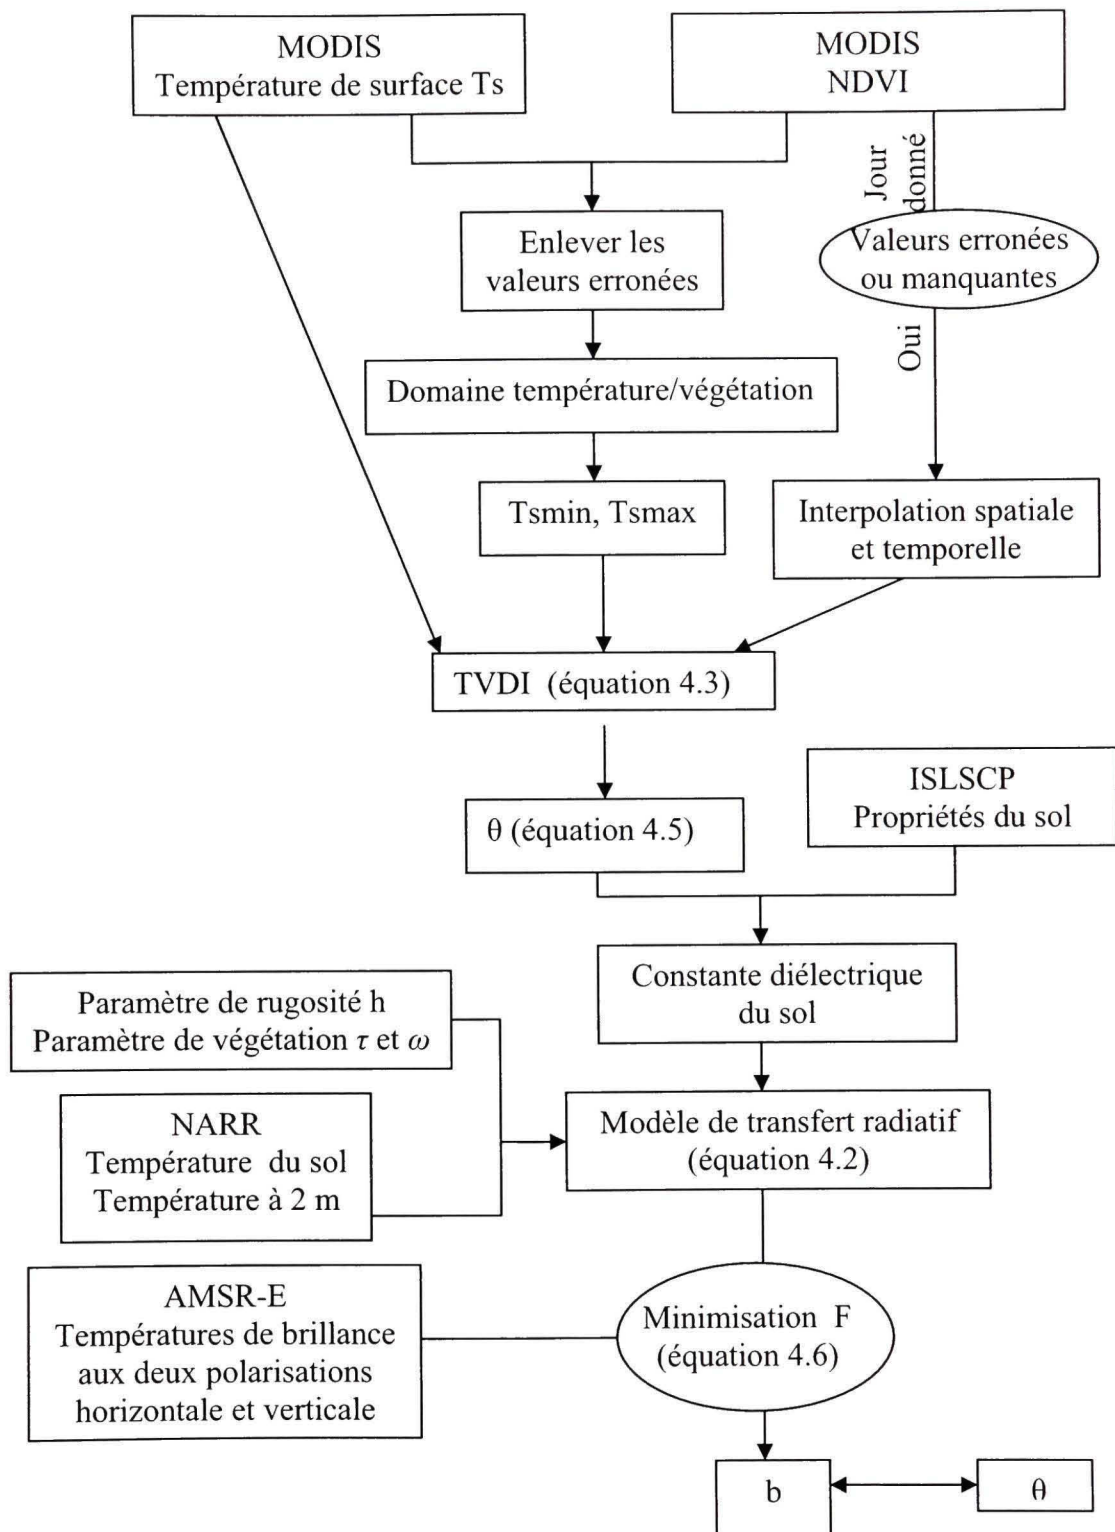 MODIS
Température de surface Ts
MODIS
NDVI
Jour
donné
Enlever les
valeurs erronées
Valeurs erronées
ou manquantes
Oui
Domaine température/végétation
Tsmin, Tsmax
Interpolation spatiale
et temporelle
TVDI (équation 4.3)
ISLSCP
Propriétés du sol
θ (équation 4.5)
Constante diélectrique
du sol
Paramètre de rugosité h
Paramètre de végétation τ et ω
NARR
Température du sol
Température à 2 m
Modèle de transfert radiatif
(équation 4.2)
AMSR-E
Températures de brillance
aux deux polarisations
horizontale et verticale
Minimisation F
(équation 4.6)
b
θ